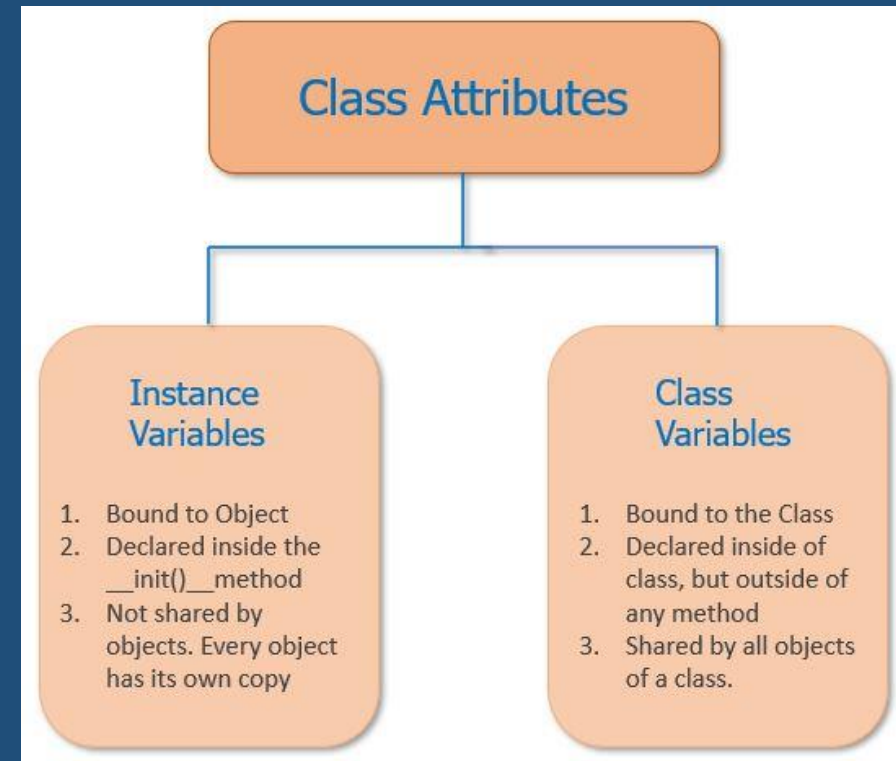 Class Attributes
Instance
Variables
1. Bound to Object
2. Declared inside the
__init()__method
3. Not shared by
objects. Every object
has its own copy
Class
Variables
1. Bound to the Class
2. Declared inside of
class, but outside of
any method
3. Shared by all objects
of a class.